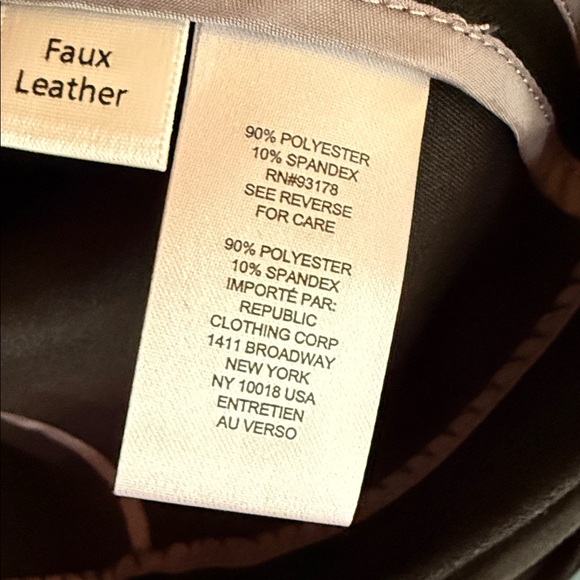 Faux
Leather
90% POLYESTER
10% SPANDEX
RN#93178
SEE REVERSE
FOR CARE
90% POLYESTER
10% SPANDEX
IMPORTÉ PAR:
REPUBLIC
CLOTHING CORP
1411 BROADWAY
NEW YORK
NY 10018 USA
ENTRETIEN
AU VERSO